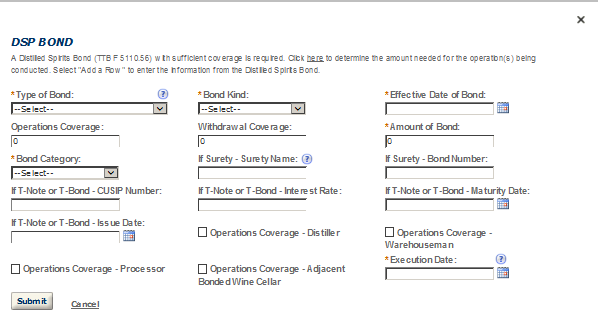 ×
DSP BOND
A Distilled Spirits Bond (TTB F 5110.56) with sufficient coverage is required. Click here to determine the amount needed for the operation(s) being
conducted. Select "Add a Row" to enter the information from the Distilled Spirits Bond.
*Type of Bond: ? *Bond Kind: *Effective Date of Bond:
--Select-- --Select--
Operations Coverage: Withdrawal Coverage: *Amount of Bond:
0 0 0
*Bond Category: If Surety - Surety Name: ? If Surety - Bond Number:
--Select--
If T-Note or T-Bond - CUSIP Number: If T-Note or T-Bond - Interest Rate: If T-Note or T-Bond - Maturity Date:
If T-Note or T-Bond - Issue Date:
Operations Coverage - Distiller Operations Coverage -
Warehouseman
*Execution Date: ?
Operations Coverage - Processor Operations Coverage - Adjacent
Bonded Wine Cellar
Submit Cancel